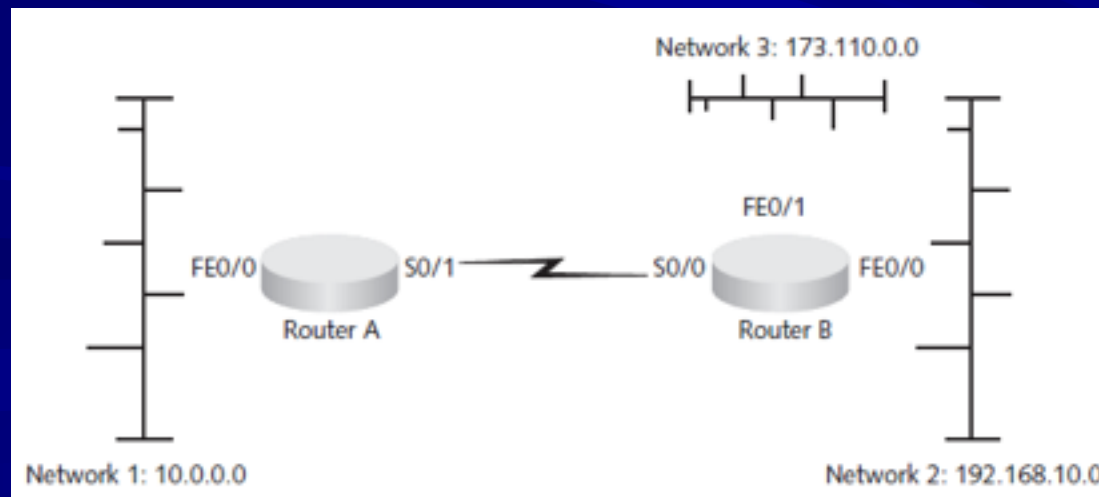 Network 3: 173.110.0.0
FE0/1
FE0/0
S0/1
S0/0
FE0/0
Router A
Router B
Network 1: 10.0.0.0
Network 2: 192.168.10.0